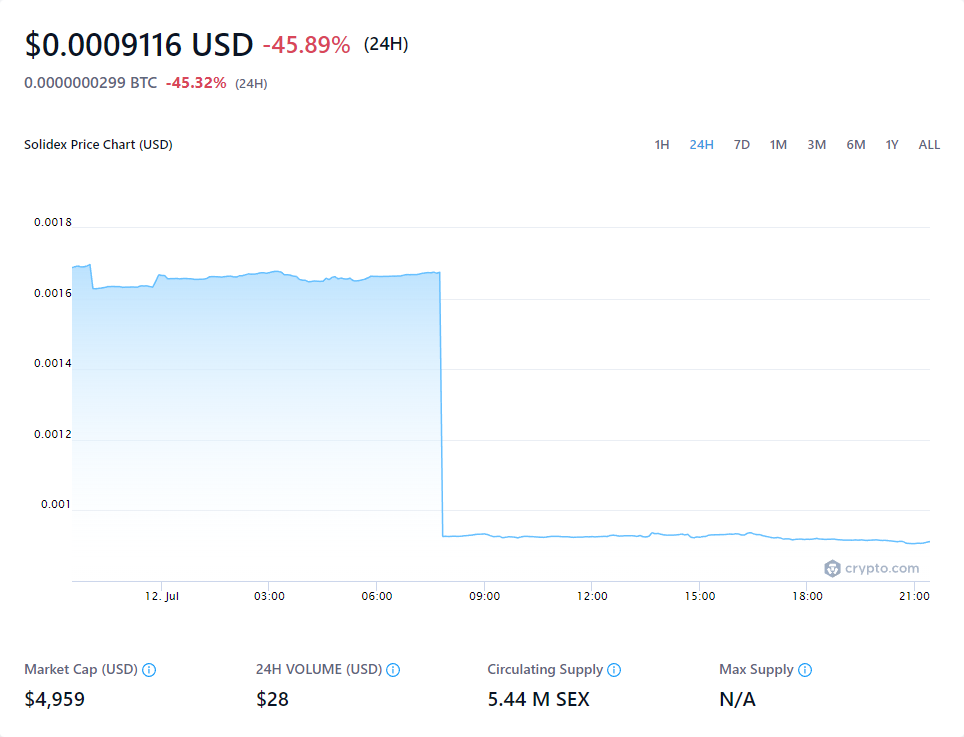 $0.0009116 USD -45.89% (24H)
0.0000000299 BTC -45.32% (24H)
Solidex Price Chart (USD) 1H 24H 7D 1M 3M 6M 1Y ALL
0.0018
0.0016
0.0014
0.0012
0.001
crypto.com
12. Jul 03:00 06:00 09:00 12:00 15:00 18:00 21:00
Market Cap (USD) 24H VOLUME (USD) Circulating Supply Max Supply
$4,959 $28 5.44 M SEX N/A